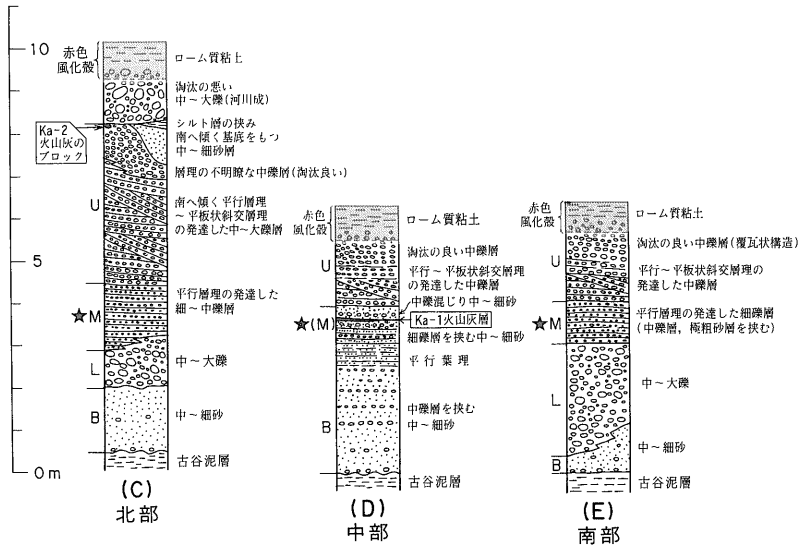 10
5
0m
赤色
風化殻
ローム質粘土
淘汰の悪い
中～大礫(河川成)
シルト層の挟み
南へ傾く基底をもつ
中～細砂層
Ka-2
火山灰の
ブロック
層理の不明瞭な中礫層(淘汰良い)
U
南へ傾く平行層理
～平板状斜交層理
の発達した中～大礫層
★M
平行層理の発達した
細～中礫層
L
中～大礫
B
中～細砂
古谷泥層
(C)
北部
赤色
風化殻
ローム質粘土
U
淘汰の良い中礫層
平行～平板状斜交層理
の発達した中礫層
中礫混じり中～細砂
★(M)
Ka-1火山灰層
細礫層を挟む中～細砂
平行葉理
B
中礫層を挟む
中～細砂
古谷泥層
(D)
中部
赤色
風化殻
ローム質粘土
淘汰の良い中礫層(覆瓦状構造)
U
平行～平板状斜交層理の
発達した中礫層
★M
平行層理の発達した細礫層
(中礫層，極粗砂層を挟む)
L
中～大礫
中～細砂
B
古谷泥層
(E)
南部